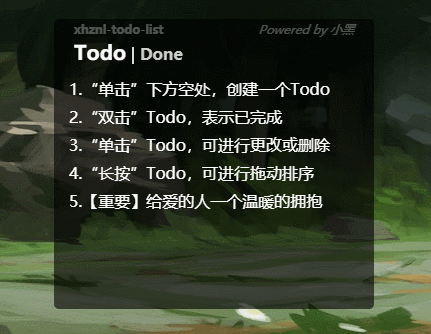 xhznl-todo-list
Powered by 小黑
Todo | Done
1.“单击”下方空处，创建一个Todo
2.“双击”Todo，表示已完成
3.“单击”Todo，可进行更改或删除
4.“长按”Todo，可进行拖动排序
5.【重要】给爱的人一个温暖的拥抱